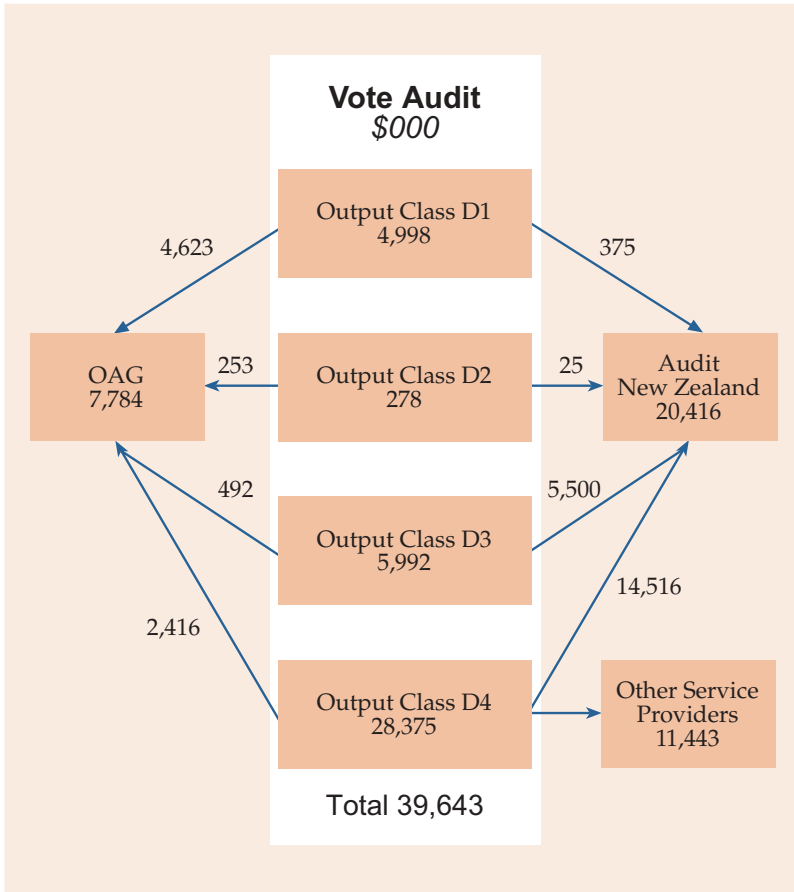 Vote Audit
$000
Output Class D1
4,998
4,623
375
OAG
7,784
253
Output Class D2
278
25
Audit
New Zealand
20,416
492
Output Class D3
5,992
5,500
2,416
14,516
Output Class D4
28,375
Other Service
Providers
11,443
Total 39,643